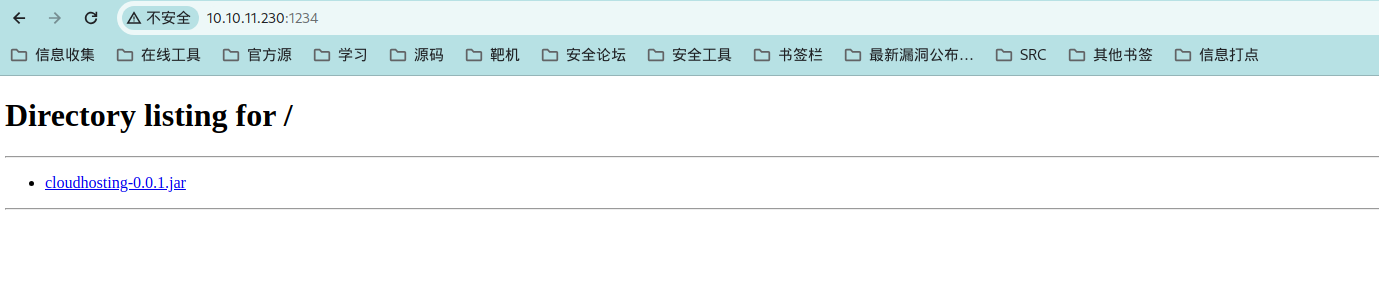 不安全 10.10.11.230:1234
信息收集 在线工具 官方源 学习 源码 靶机 安全论坛 安全工具 书签栏 最新漏洞公布... SRC 其他书签 信息打点
Directory listing for /
cloudhosting-0.0.1.jar